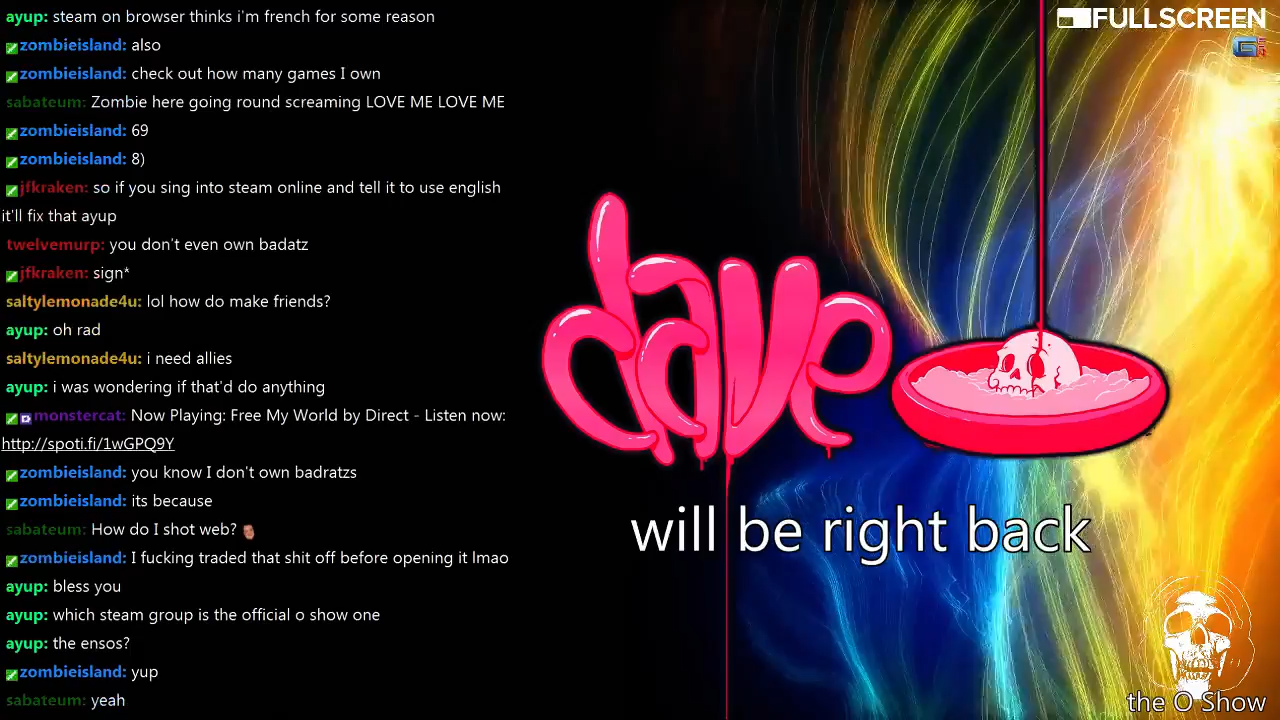 ayup: steam on browser thinks i'm french for some reason
zombieisland: also
zombieisland: check out how many games I own
sabateum: Zombie here going round screaming LOVE ME LOVE ME
zombieisland: 69
zombieisland: 8)
jfkraken: so if you sing into steam online and tell it to use english
it'll fix that ayup
twelvemurp: you don't even own badatz
jfkraken: sign*
saltylemonade4u: lol how do make friends?
ayup: oh rad
saltylemonade4u: i need allies
ayup: i was wondering if that'd do anything
monstercat: Now Playing: Free My World by Direct - Listen now:
http://spoti.fi/1wGPQ9Y
zombieisland: you know I don't own badratzs
zombieisland: its because
sabateum: How do I shot web?
zombieisland: I fucking traded that shit off before opening it lmao
ayup: bless you
ayup: which steam group is the official o show one
ayup: the ensos?
zombieisland: yup
sabateum: yeah
FULLSCREEN
dave
will be right back
the O Show